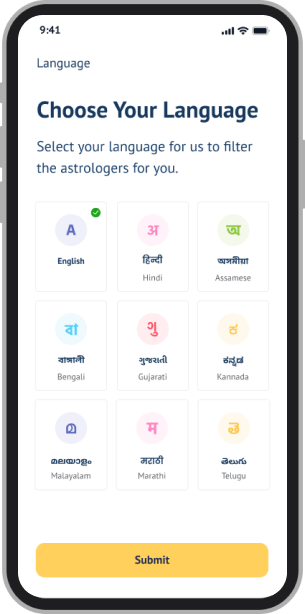 9:41
Language
Choose Your Language
Select your language for us to filter
the astrologers for you.
A अ অ
English हिन्दी অসমীয়া
Hindi Assamese
বা ગુ ಕ
বাঙ্গালী ગુજરાતી ಕನ್ನಡ
Bengali Gujarati Kannada
മ म త
മലയാളം मराठी తెలుగు
Malayalam Marathi Telugu
Submit